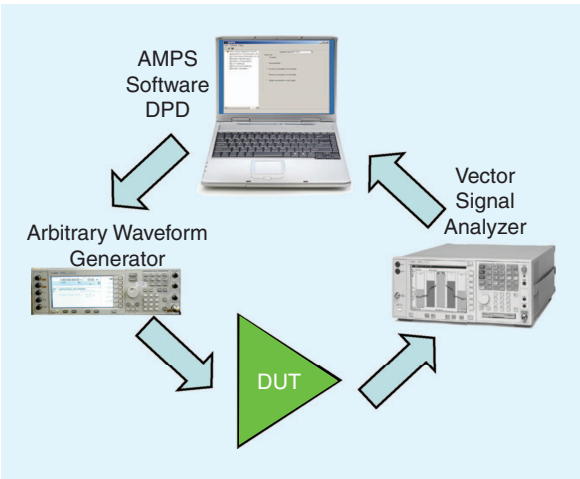 AMPS
Software
DPD
Vector
Signal
Analyzer
Arbitrary Waveform
Generator
DUT